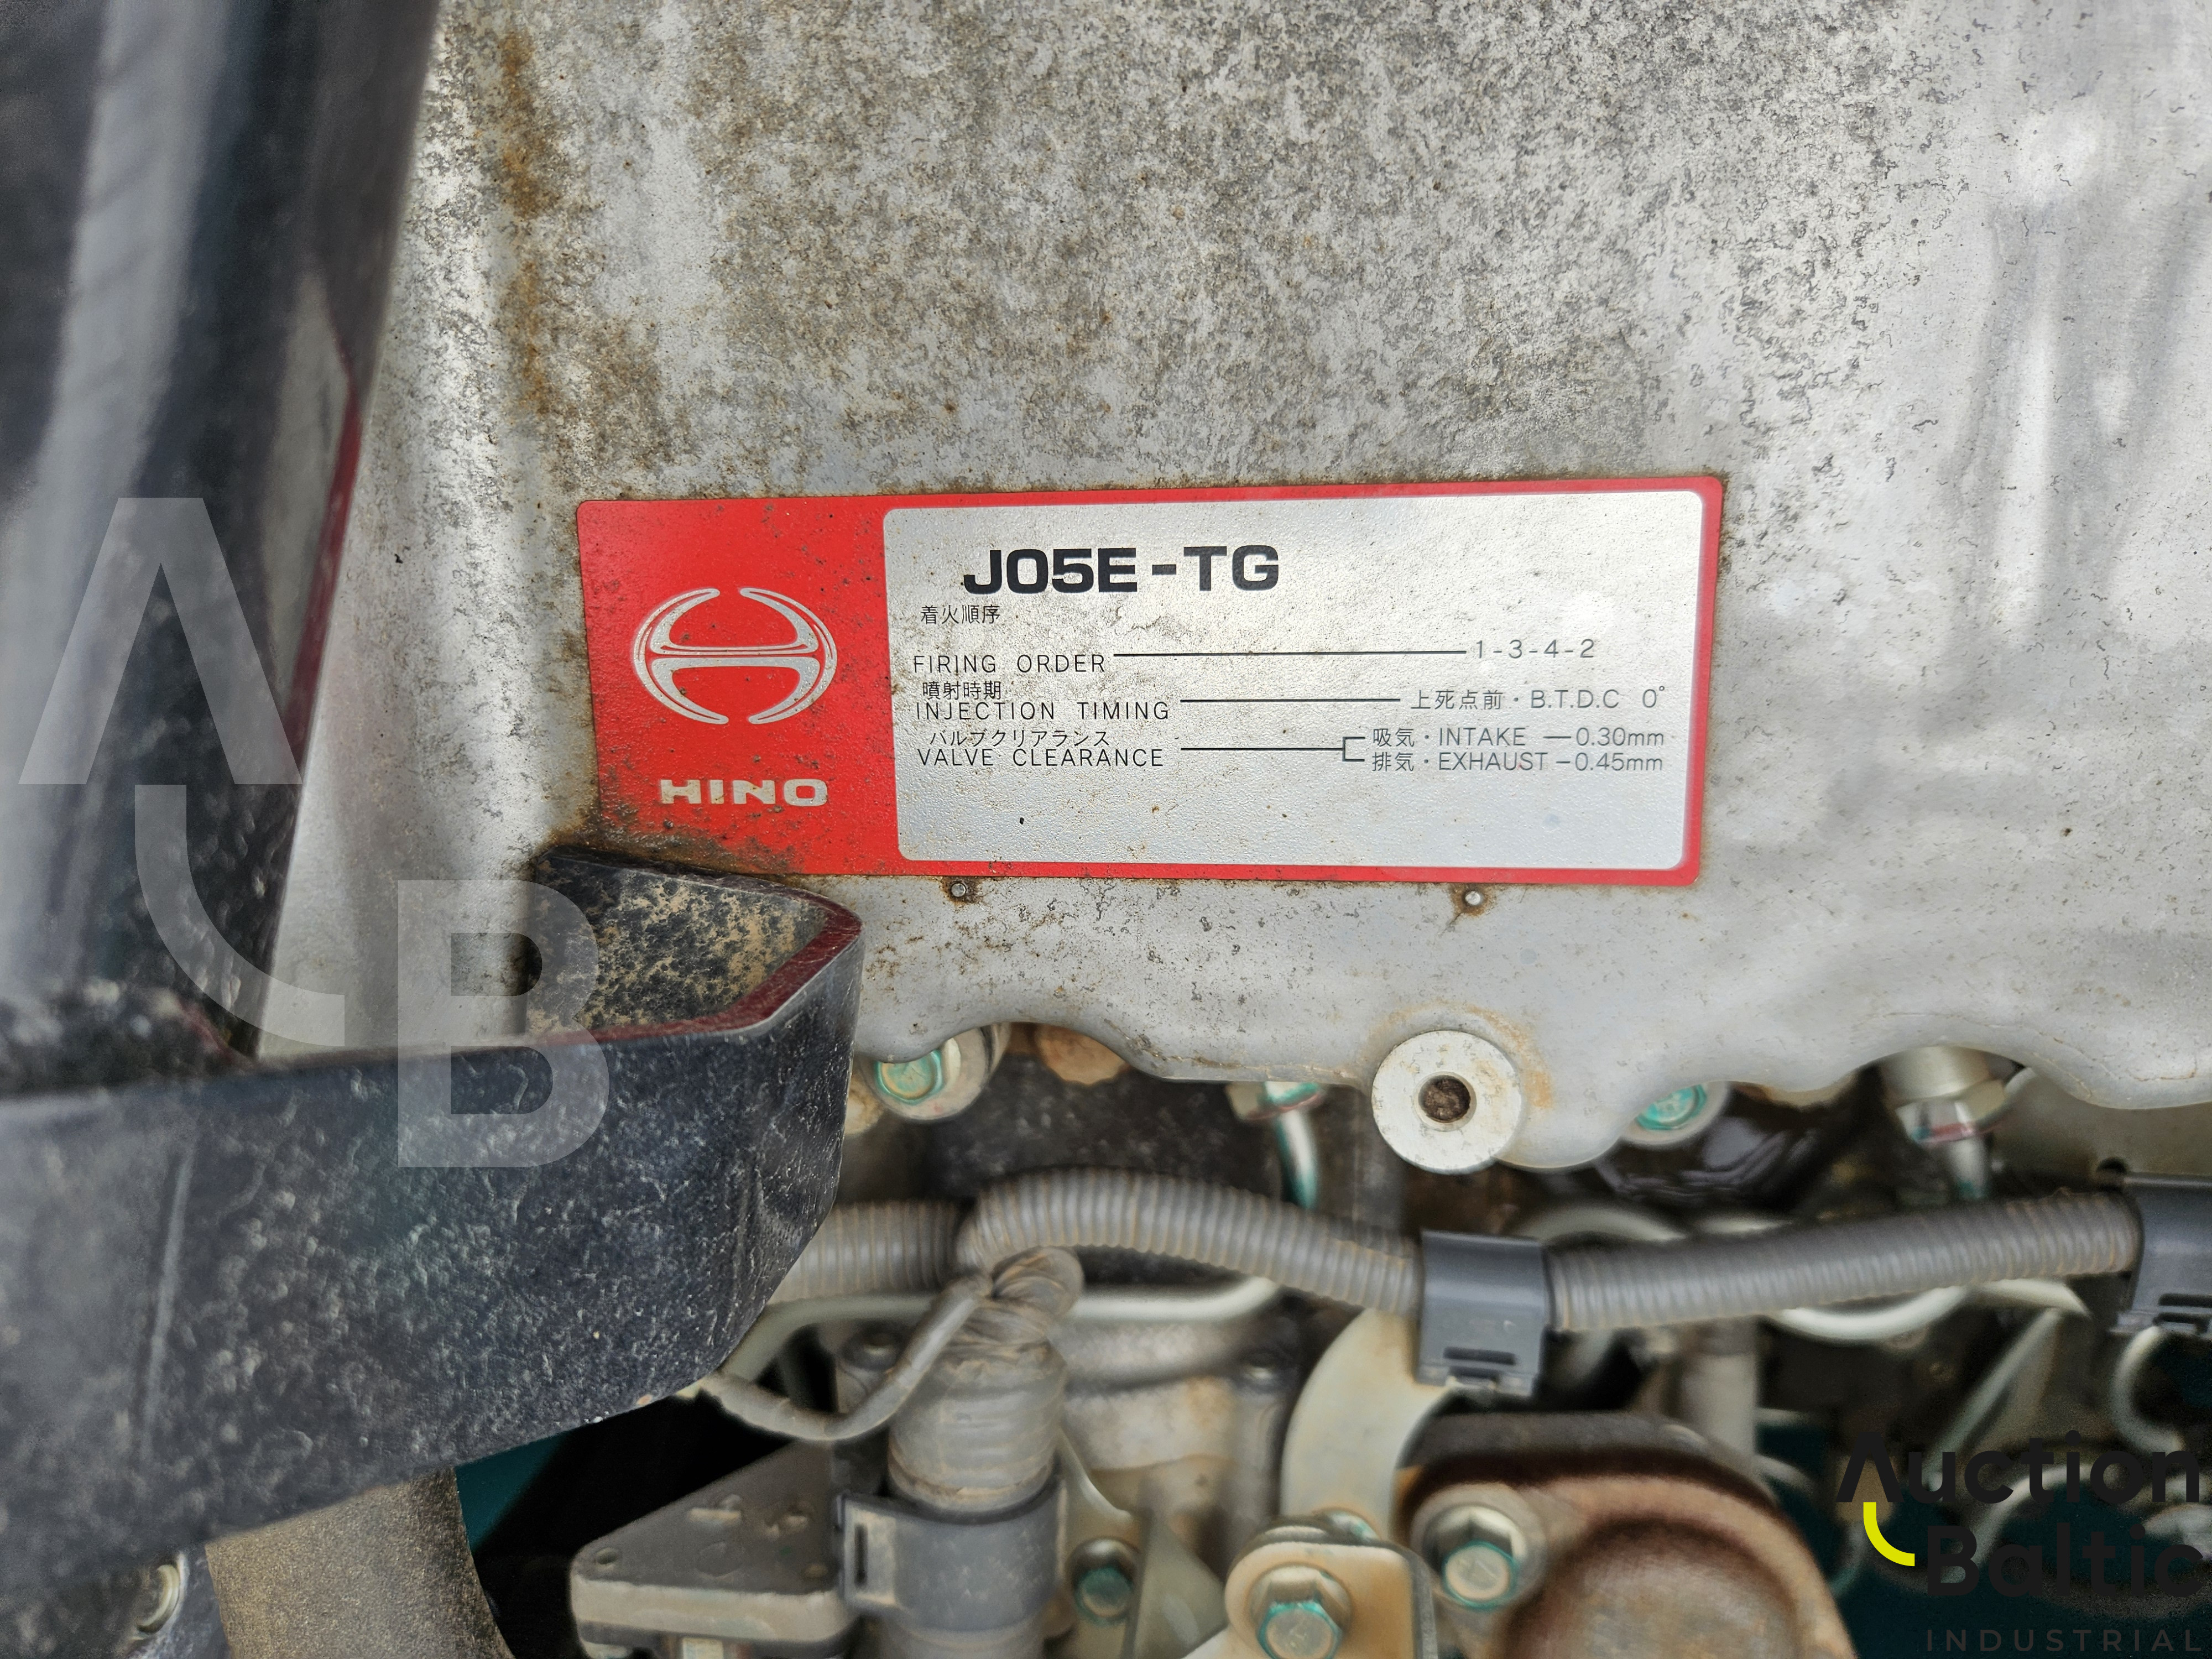 J05E-TG
着火順序
FIRING ORDER 1-3-4-2
噴射時期
INJECTION TIMING 上死点前・B.T.D.C 0°
バルブクリアランス
VALVE CLEARANCE
吸気・INTAKE —0.30mm
排気・EXHAUST —0.45mm
HINO
AB
Auction
Baltic
INDUSTRIAL